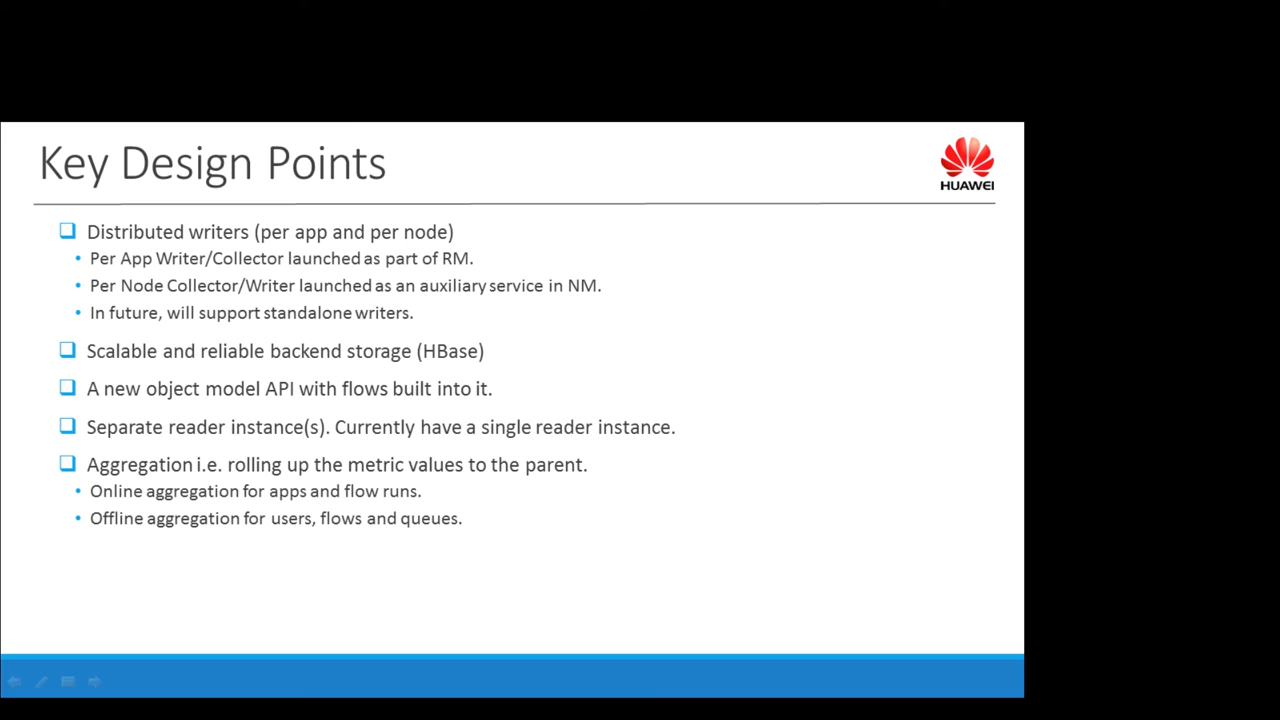 Key Design Points
HUAWEI
Distributed writers (per app and per node)
Per App Writer/Collector launched as part of RM.
Per Node Collector/Writer launched as an auxiliary service in NM.
In future, will support standalone writers.
Scalable and reliable backend storage (HBase)
A new object model API with flows built into it.
Separate reader instance(s). Currently have a single reader instance.
Aggregation i.e. rolling up the metric values to the parent.
Online aggregation for apps and flow runs.
Offline aggregation for users, flows and queues.